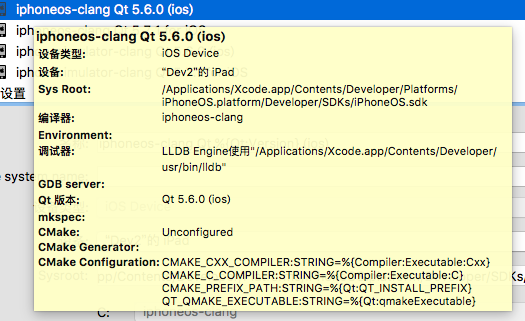 iphoneos-clang Qt 5.6.0 (ios)
iphoneos-clang Qt 5.6.0 (ios)
设备类型: iOS Device
设备: "Dev2"的 iPad
Sys Root: /Applications/Xcode.app/Contents/Developer/Platforms/
iPhoneOS.platform/Developer/SDKs/iPhoneOS.sdk
编译器: iphoneos-clang
Environment:
调试器: LLDB Engine使用"/Applications/Xcode.app/Contents/Developer/
usr/bin/lldb"
GDB server:
Qt 版本: Qt 5.6.0 (ios)
mkspec:
CMake: Unconfigured
CMake Generator:
CMake Configuration: CMAKE_CXX_COMPILER:STRING=%{Compiler:Executable:Cxx}
CMAKE_C_COMPILER:STRING=%{Compiler:Executable:C}
CMAKE_PREFIX_PATH:STRING=%{Qt:QT_INSTALL_PREFIX}
QT_QMAKE_EXECUTABLE:STRING=%{Qt:qmakeExecutable}
设置
C: iphoneos-clang